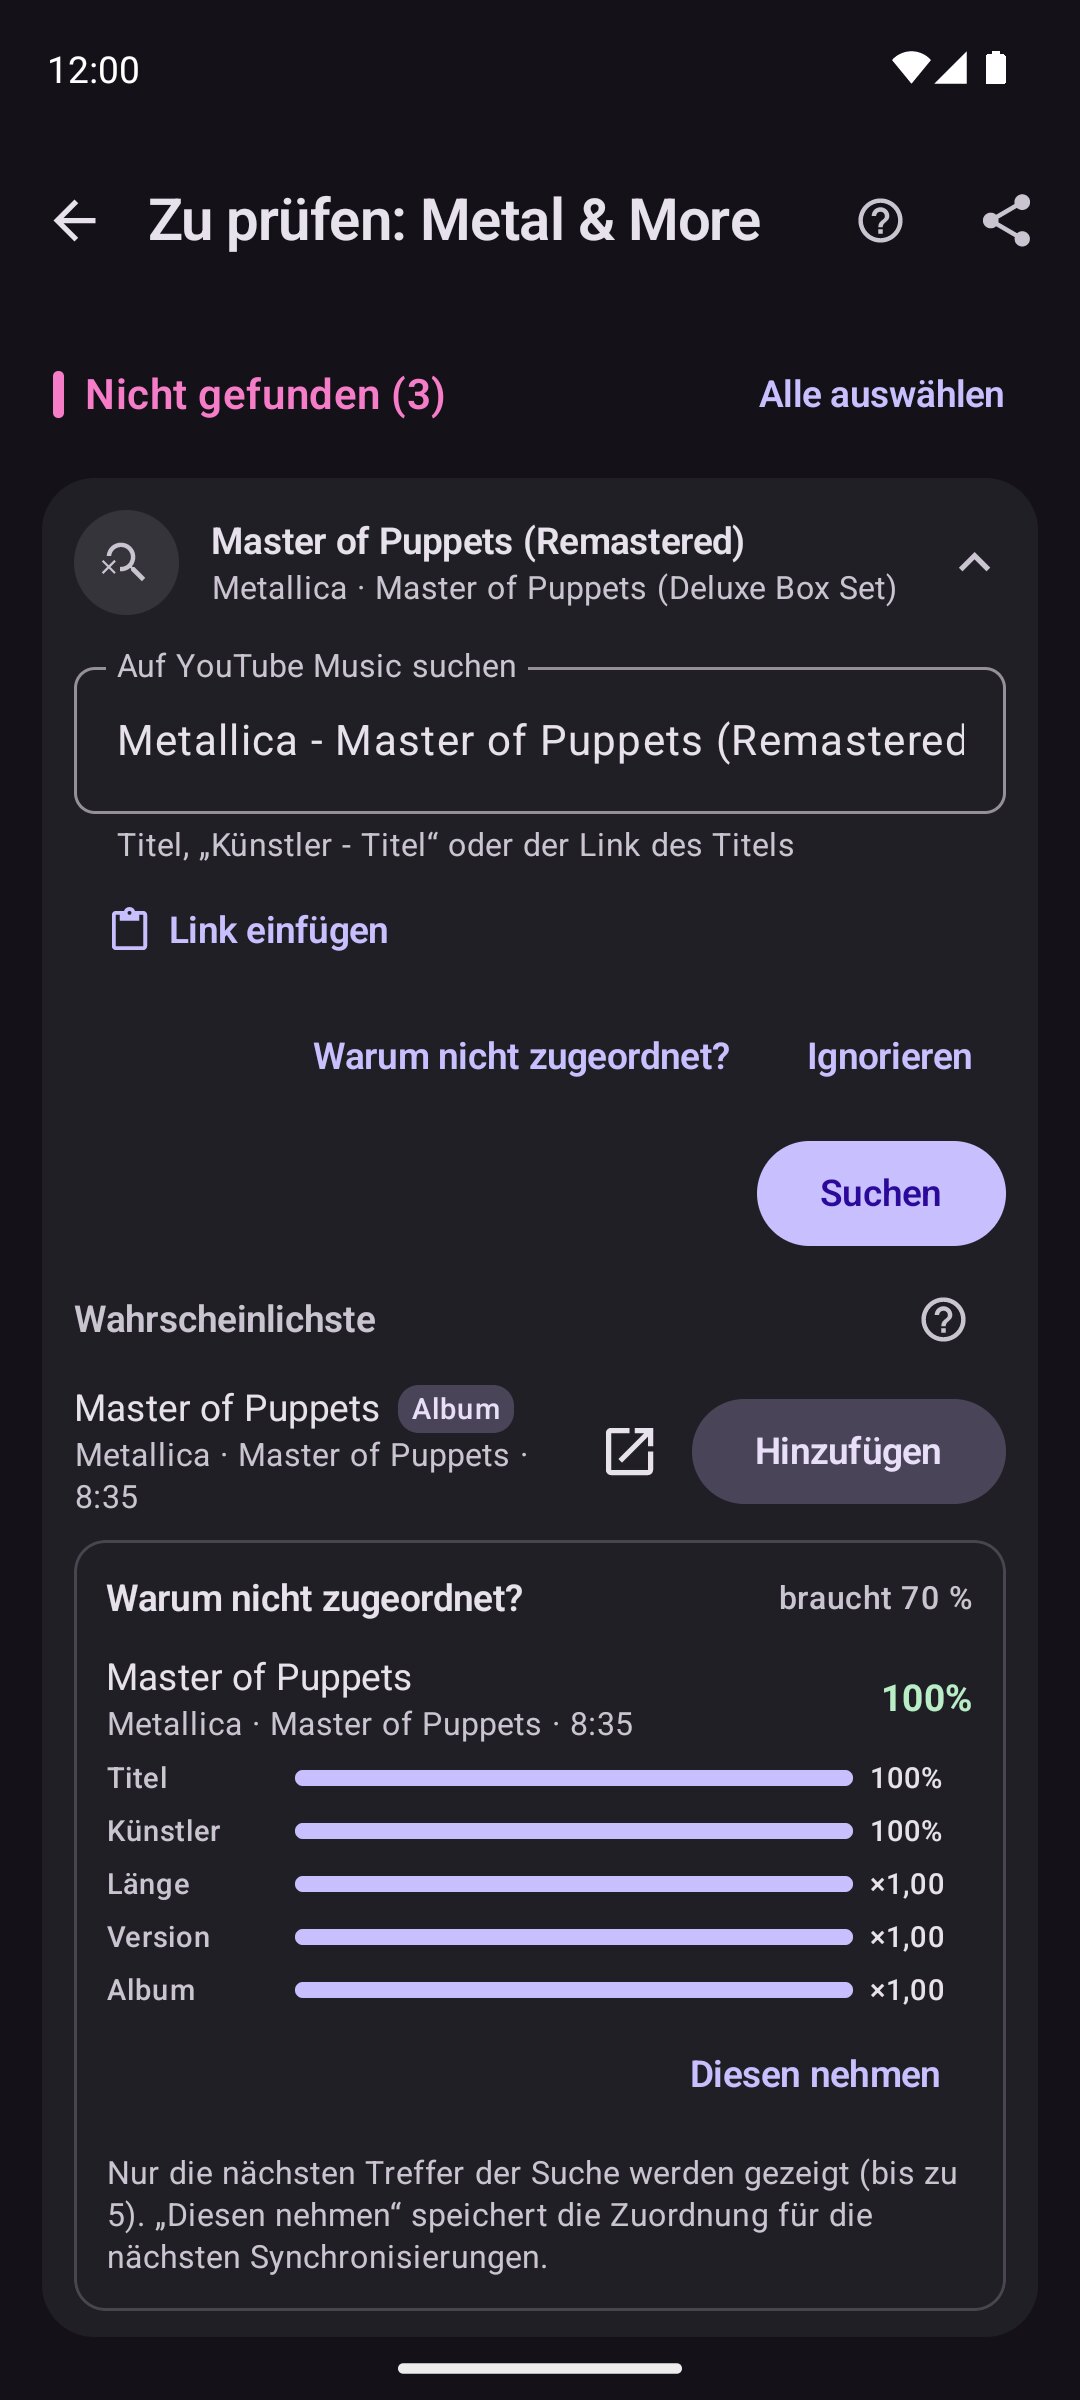 12:00
Zu prüfen: Metal & More
Nicht gefunden (3)
Alle auswählen
Master of Puppets (Remastered)
Metallica · Master of Puppets (Deluxe Box Set)
Auf YouTube Music suchen
Metallica - Master of Puppets (Remastered
Titel, „Künstler - Titel“ oder der Link des Titels
Link einfügen
Warum nicht zugeordnet?
Ignorieren
Suchen
Wahrscheinlichste
Master of Puppets
Album
Metallica · Master of Puppets ·
8:35
Hinzufügen
Warum nicht zugeordnet?
braucht 70 %
Master of Puppets
Metallica · Master of Puppets · 8:35
100%
Titel
100%
Künstler
100%
Länge
×1,00
Version
×1,00
Album
×1,00
Diesen nehmen
Nur die nächsten Treffer der Suche werden gezeigt (bis zu
5). „Diesen nehmen“ speichert die Zuordnung für die
nächsten Synchronisierungen.